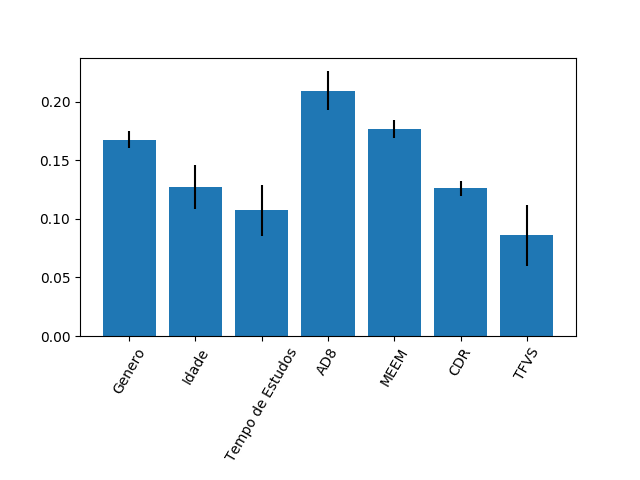 0.20
0.15
0.10
0.05
0.00
Genero
Idade
Tempo de Estudos
AD8
MEEM
CDR
TFVS